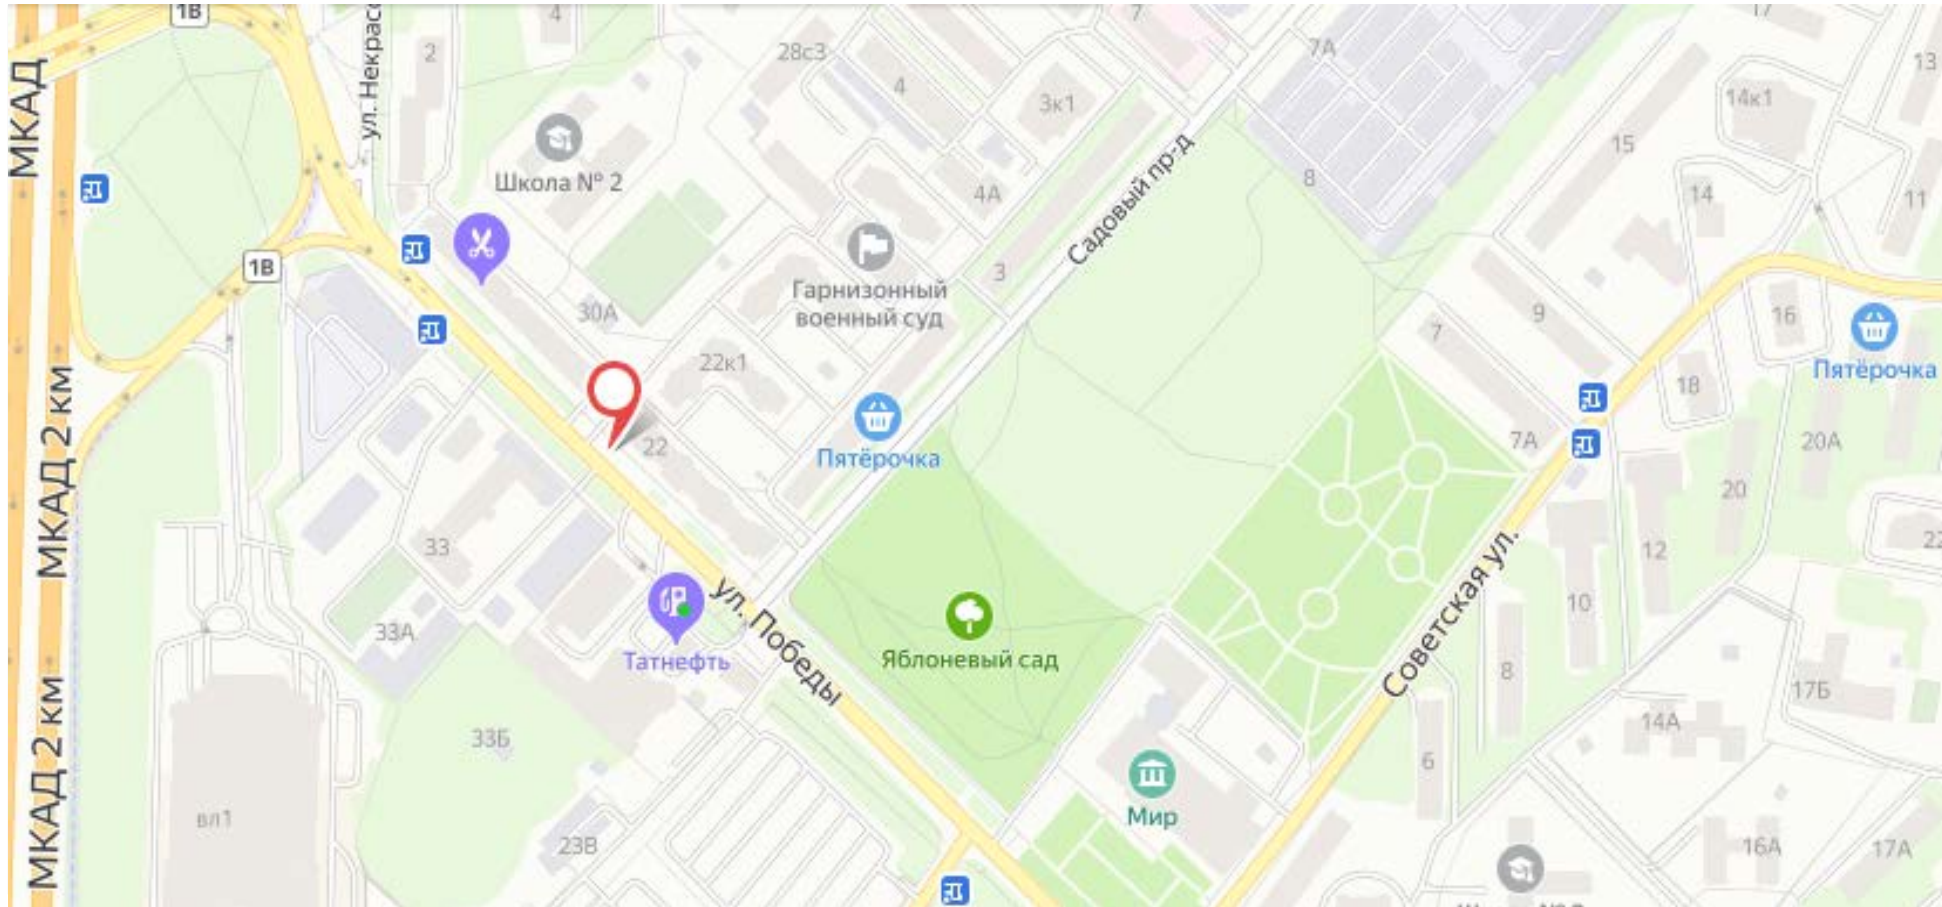 1В
МКАД
ул. Некрасо
2
4
28с3
7
7А
17
13
4
3к1
14к1
15
Школа № 2
Садовый пр-д
8
4А
14
11
1В
3
Гарнизонный
военный суд
30А
9
7
16
МКАД 2 км
22к1
Пятёрочка
18
22
Пятёрочка
7А
20А
20
33
12
22
ул. Победы
Советская ул.
10
33А
Татнефть
Яблоневый сад
8
17Б
МКАД 2 км
33Б
14А
6
Мир
вл1
23В
16А
17А